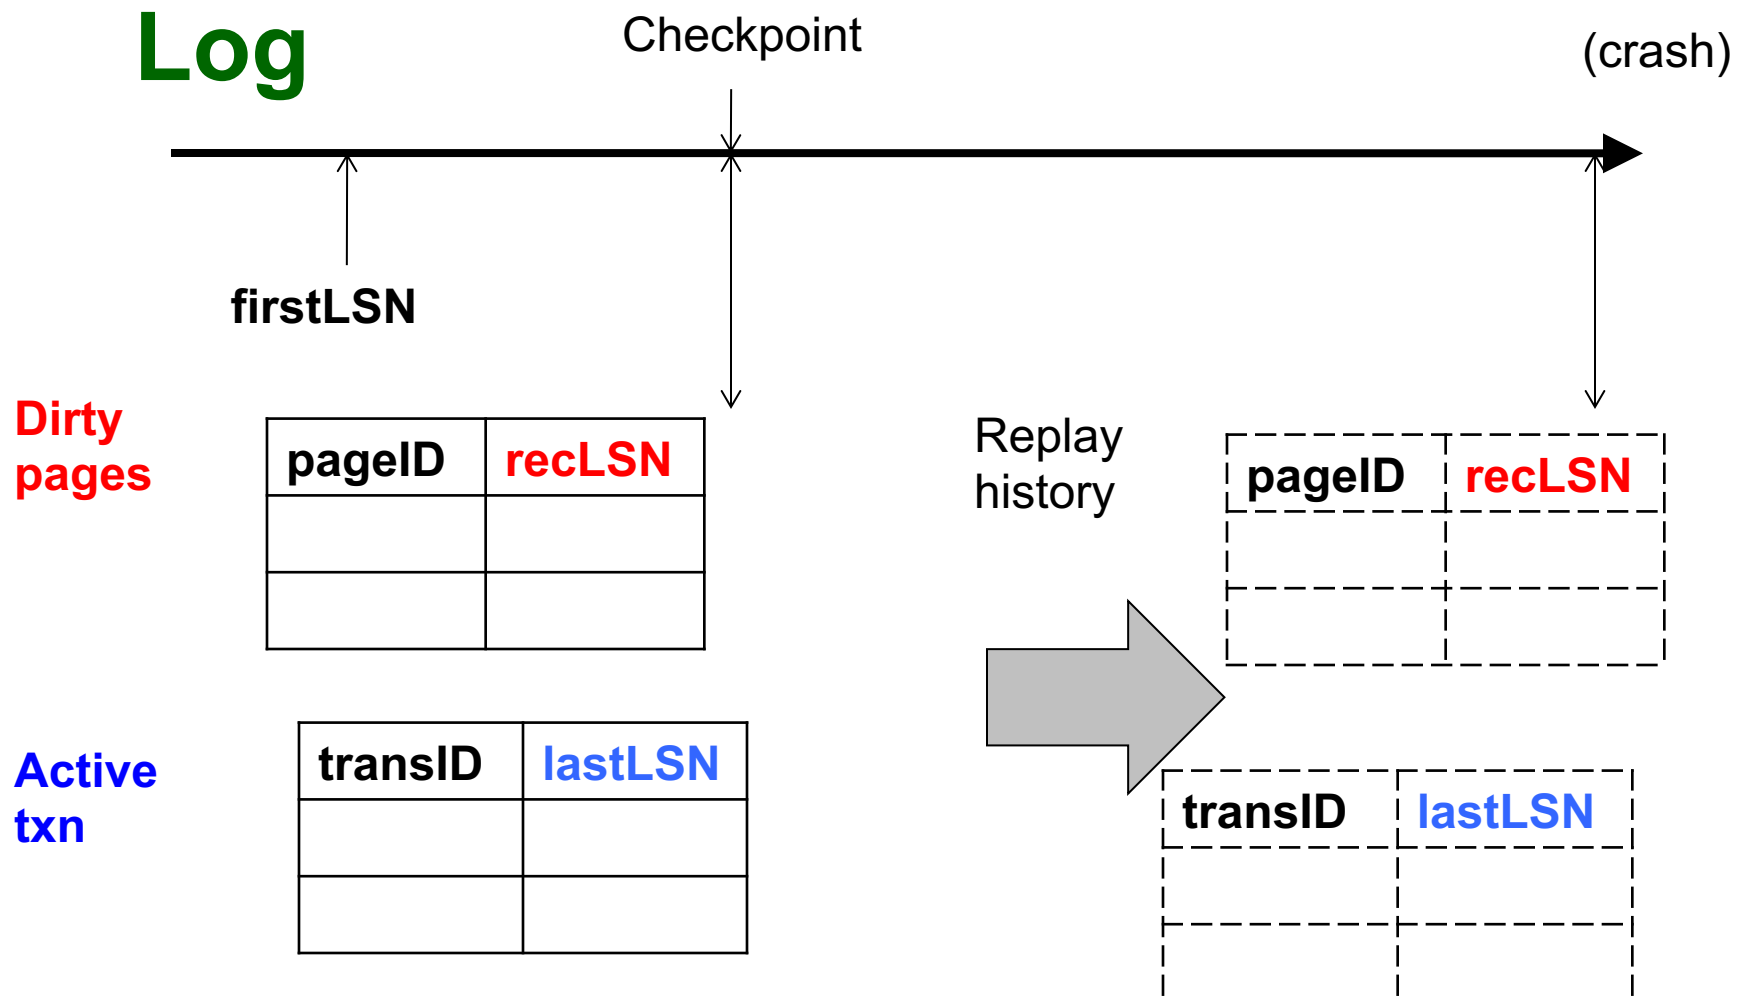 Log
Checkpoint
(crash)
firstLSN
Dirty
pages
pageID recLSN
Replay
history
pageID recLSN
Active
txn
transID lastLSN
transID lastLSN